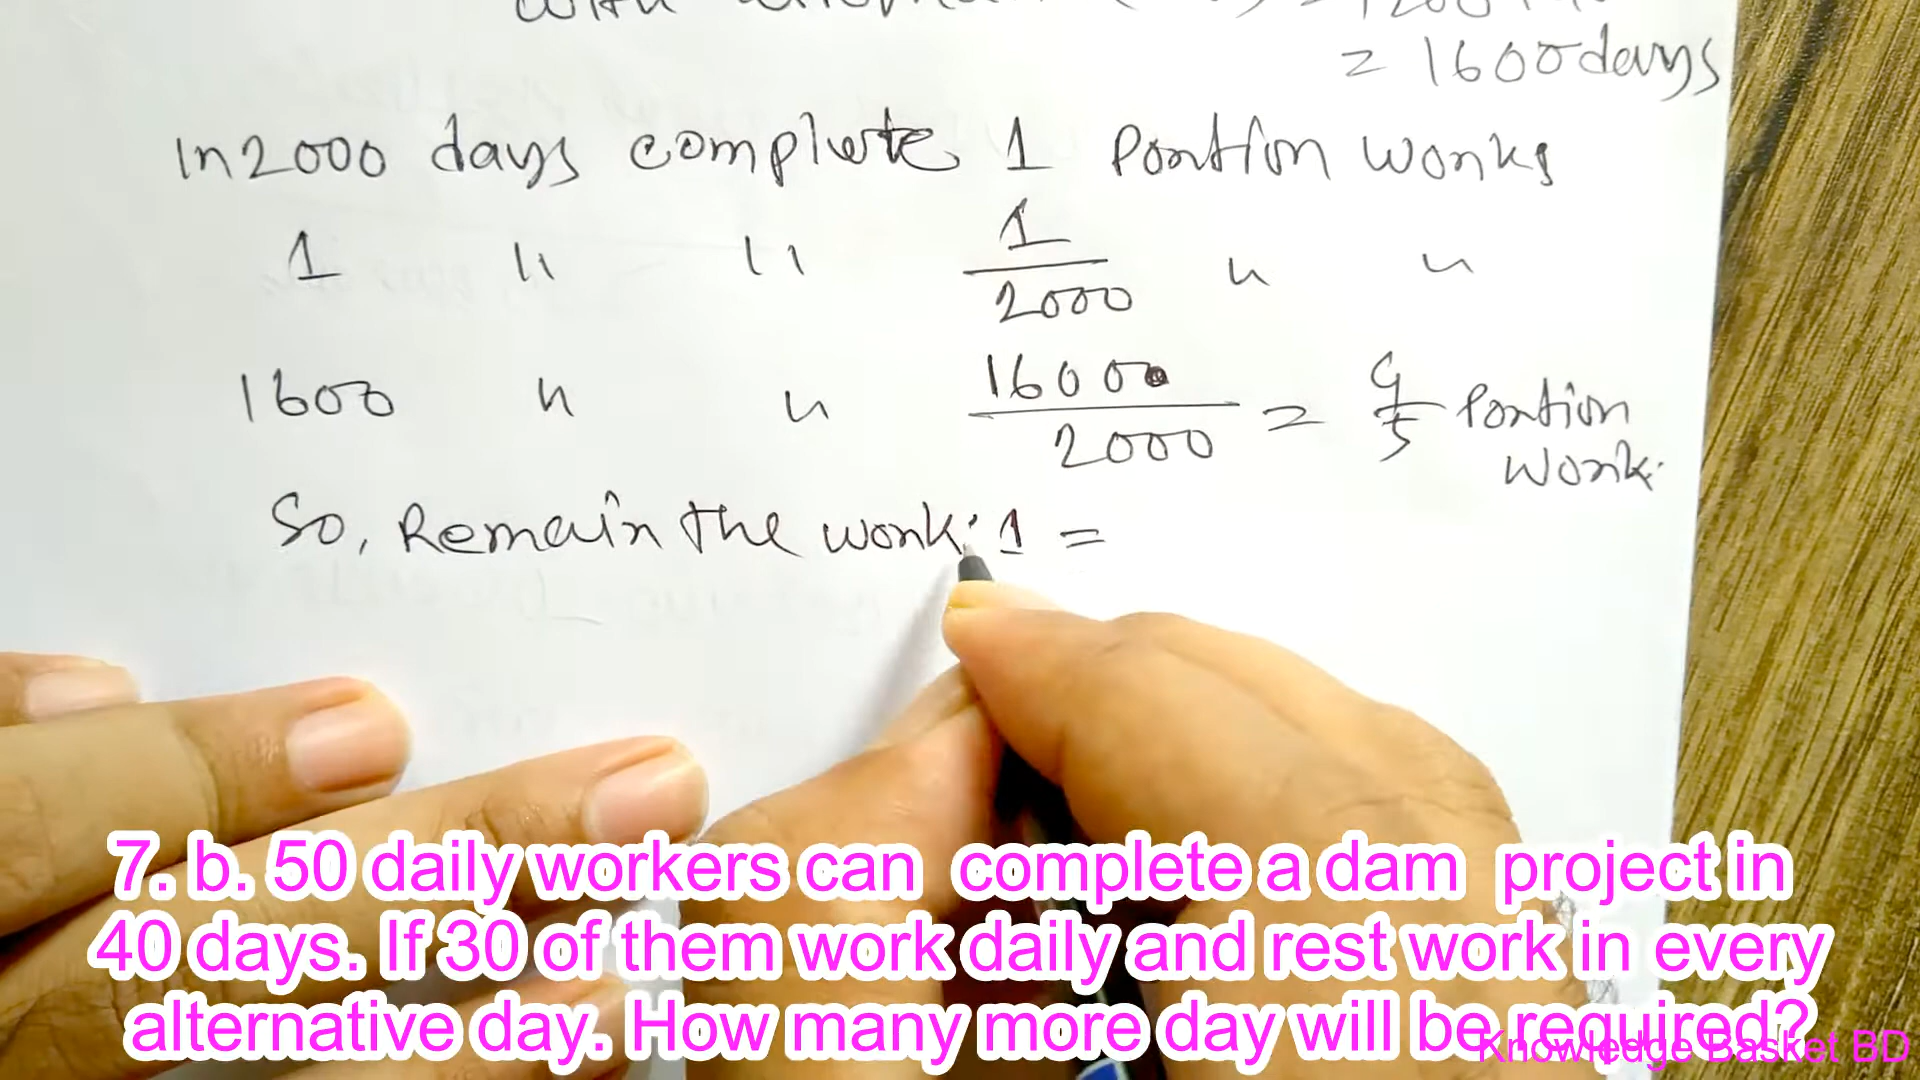 = 1600 days
In 2000 days complete 1 Portion works
1 " " 1/2000 " "
1600 " " 16000/2000 = 4/5 Portion
work.
So, Remain the work: 1 =
7. b. 50 daily workers can complete a dam project in
40 days. If 30 of them work daily and rest work in every
alternative day. How many more day will be required?
Knowledge Basket BD